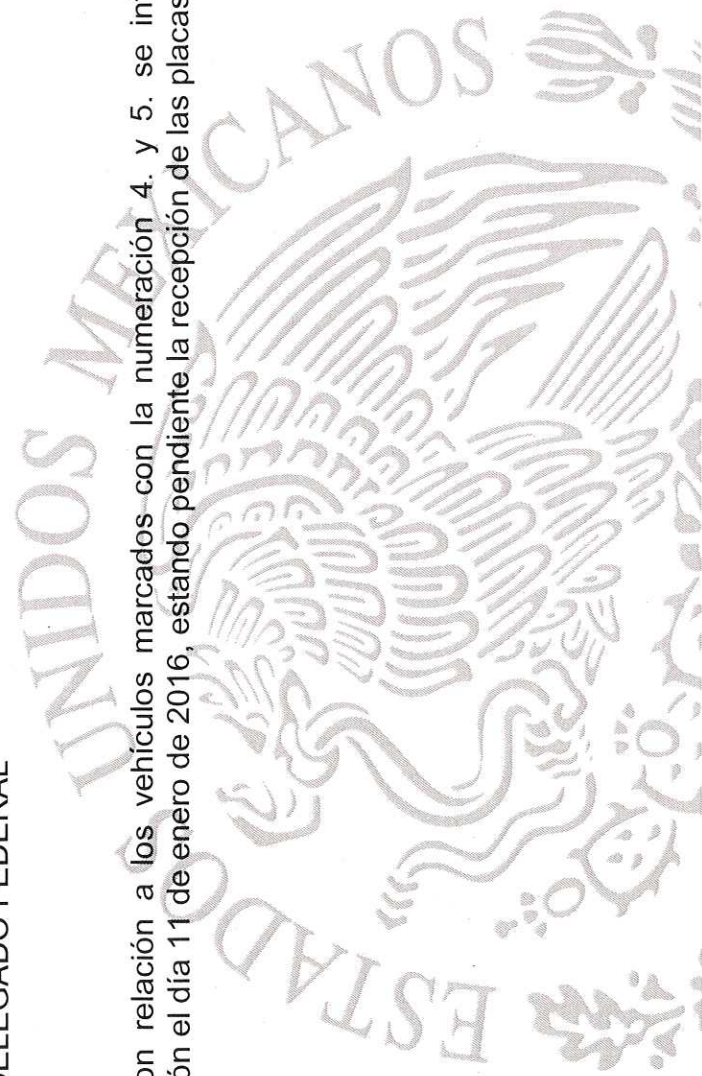 DELEGADO FEDERAL
on relación a los vehículos marcados con la numeración 4. y 5. se in
ón el día 11 de enero de 2016, estando pendiente la recepción de las placas
ESTADOS UNIDOS MEXICANOS